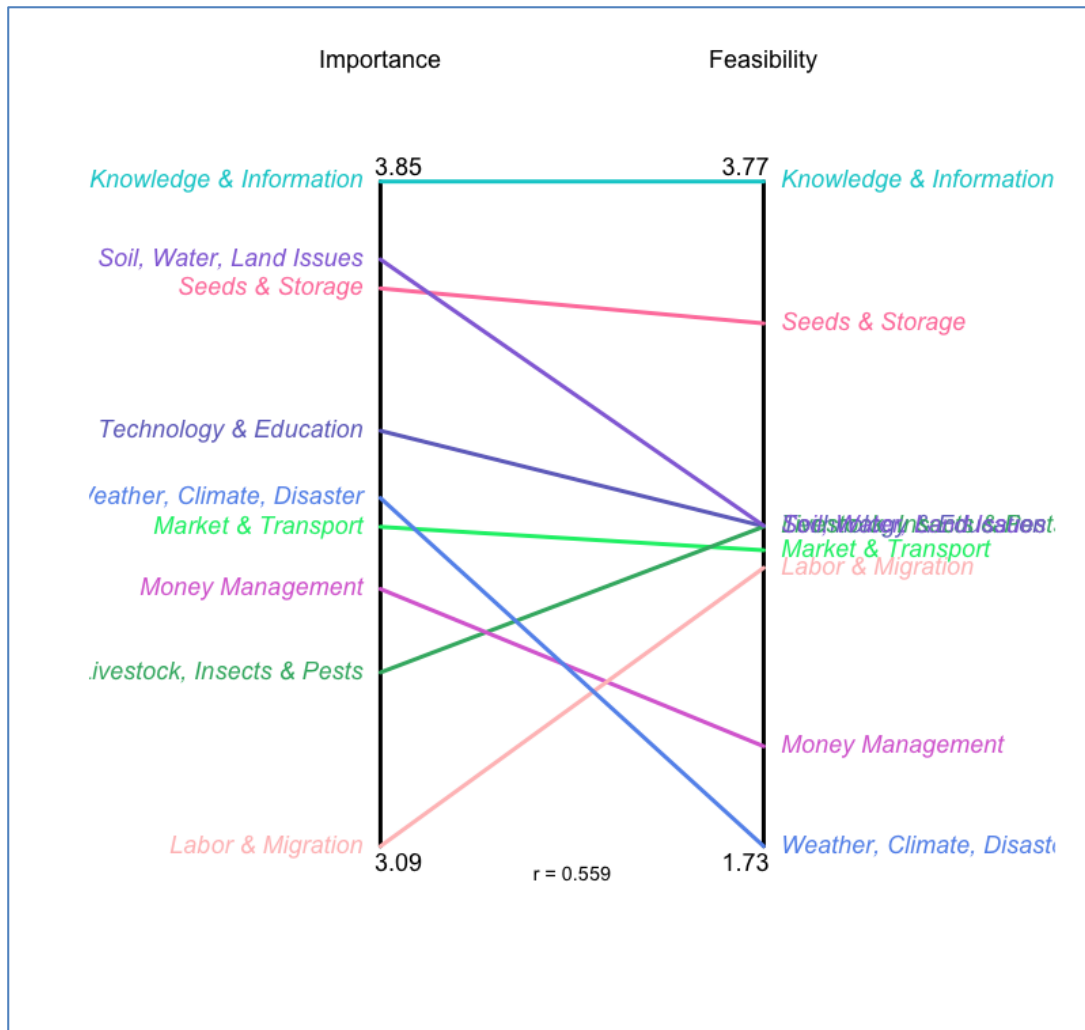 Importance Feasibility
3.85 3.77
Knowledge & Information Knowledge & Information
Soil, Water, Land Issues
Seeds & Storage
Seeds & Storage
Technology & Education
Weather, Climate, Disaster
Market & Transport
Market & Transport
Labor & Migration
Money Management
Livestock, Insects & Pests
Money Management
Labor & Migration Weather, Climate, Disaste
3.09 1.73
r = 0.559